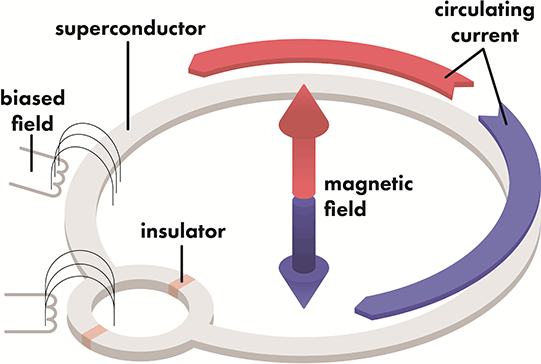 circulating
current
superconductor
biased
field
magnetic
field
insulator